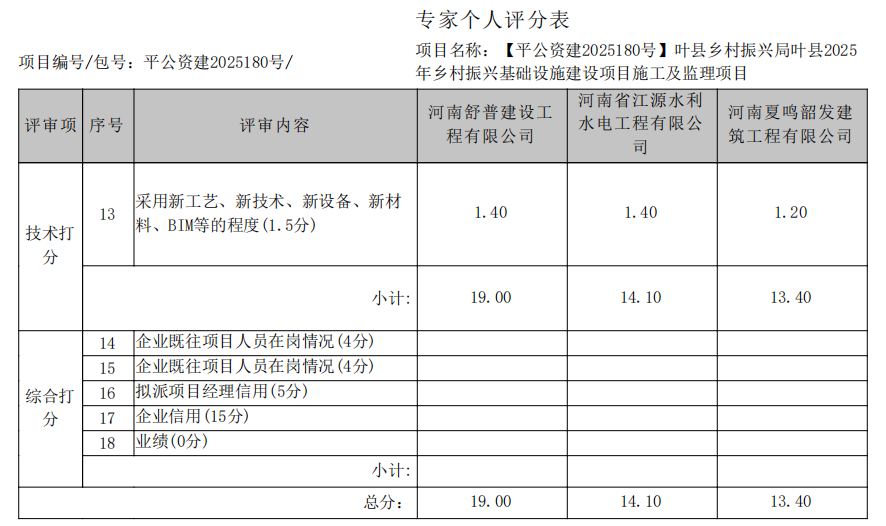 专家个人评分表
项目编号/包号：平公资建2025180号/
项目名称：【平公资建2025180号】叶县乡村振兴局叶县2025
年乡村振兴基础设施建设项目施工及监理项目
评审项 序号 评审内容 河南舒普建设工程有限公司 河南省江源水利水电工程有限公司 河南夏鸣韶发建筑工程有限公司
技术打分
13 采用新工艺、新技术、新设备、新材料、BIM等的程度(1.5分) 1.40 1.40 1.20
小计: 19.00 14.10 13.40
综合打分
14 企业既往项目人员在岗情况(4分)
15 企业既往项目人员在岗情况(4分)
16 拟派项目经理信用(5分)
17 企业信用(15分)
18 业绩(0分)
小计:
总分: 19.00 14.10 13.40